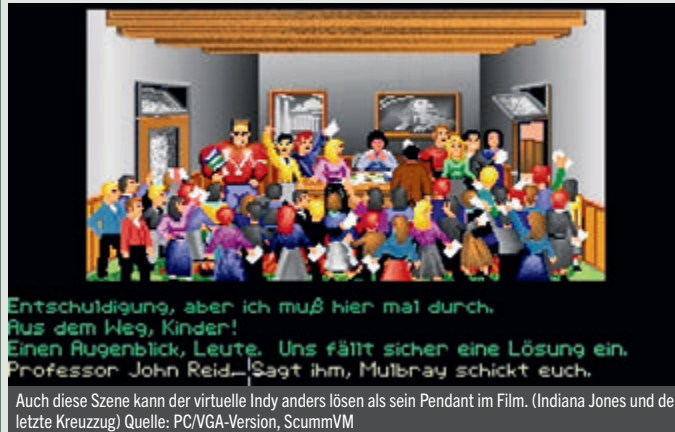 Entschuldigung, aber ich muß hier mal durch.
Aus dem Weg, Kinder!
Einen Augenblick, Leute. Uns fällt sicher eine Lösung ein.
Professor John Reid... Sagt ihm, Mulbray schickt euch.
Auch diese Szene kann der virtuelle Indy anders lösen als sein Pendant im Film. (Indiana Jones und de
letzte Kreuzzug) Quelle: PC/VGA-Version, ScummVM